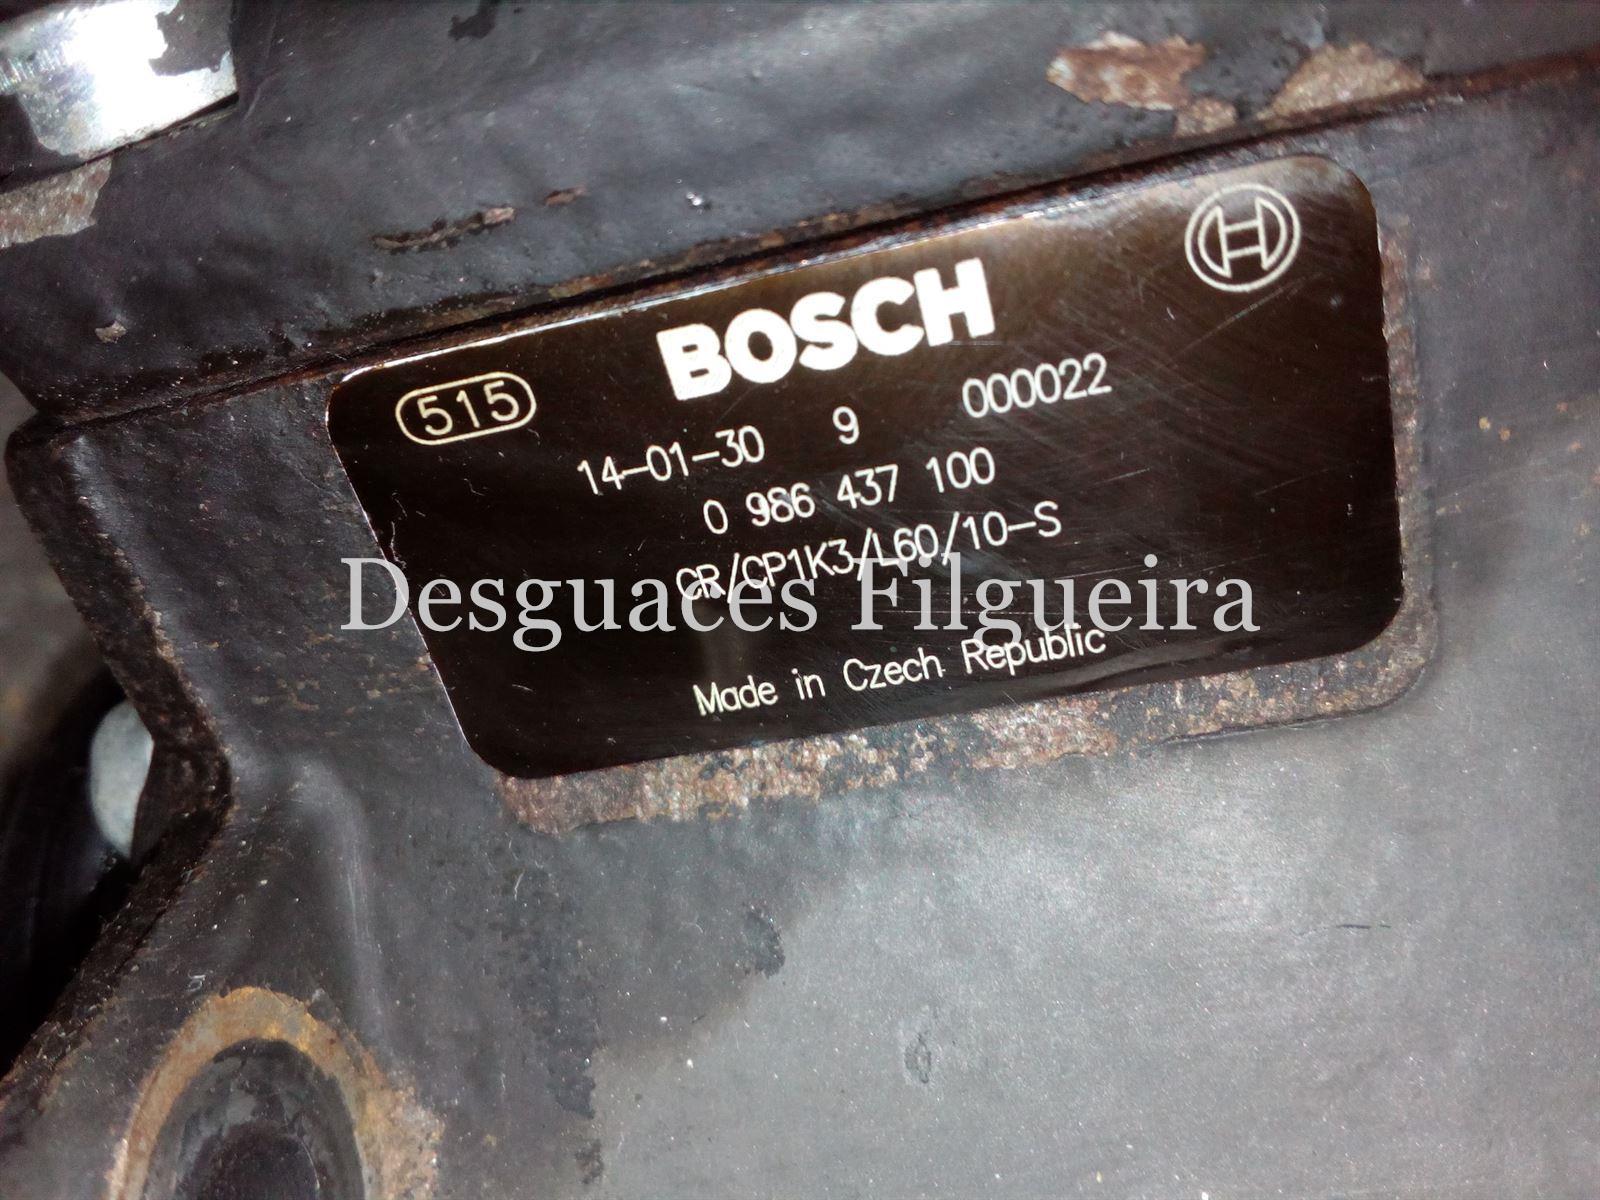 BOSCH
515
14-01-30 9 000022
0 986 437 100
CR/CP1K3/L60/10-S
Desguaces Filgueira
Made in Czech Republic